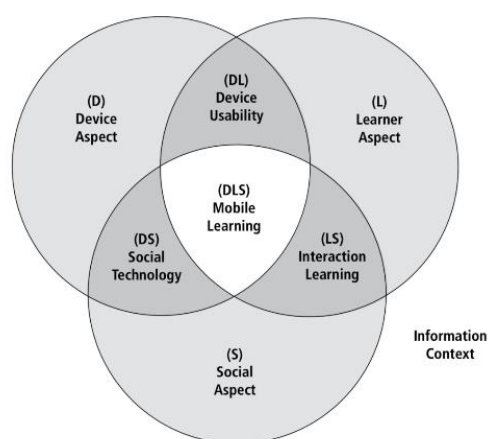 (D)
Device
Aspect
(DL)
Device
Usability
(L)
Learner
Aspect
(DLS)
Mobile
Learning
(DS)
Social
Technology
(LS)
Interaction
Learning
(S)
Social
Aspect
Information
Context